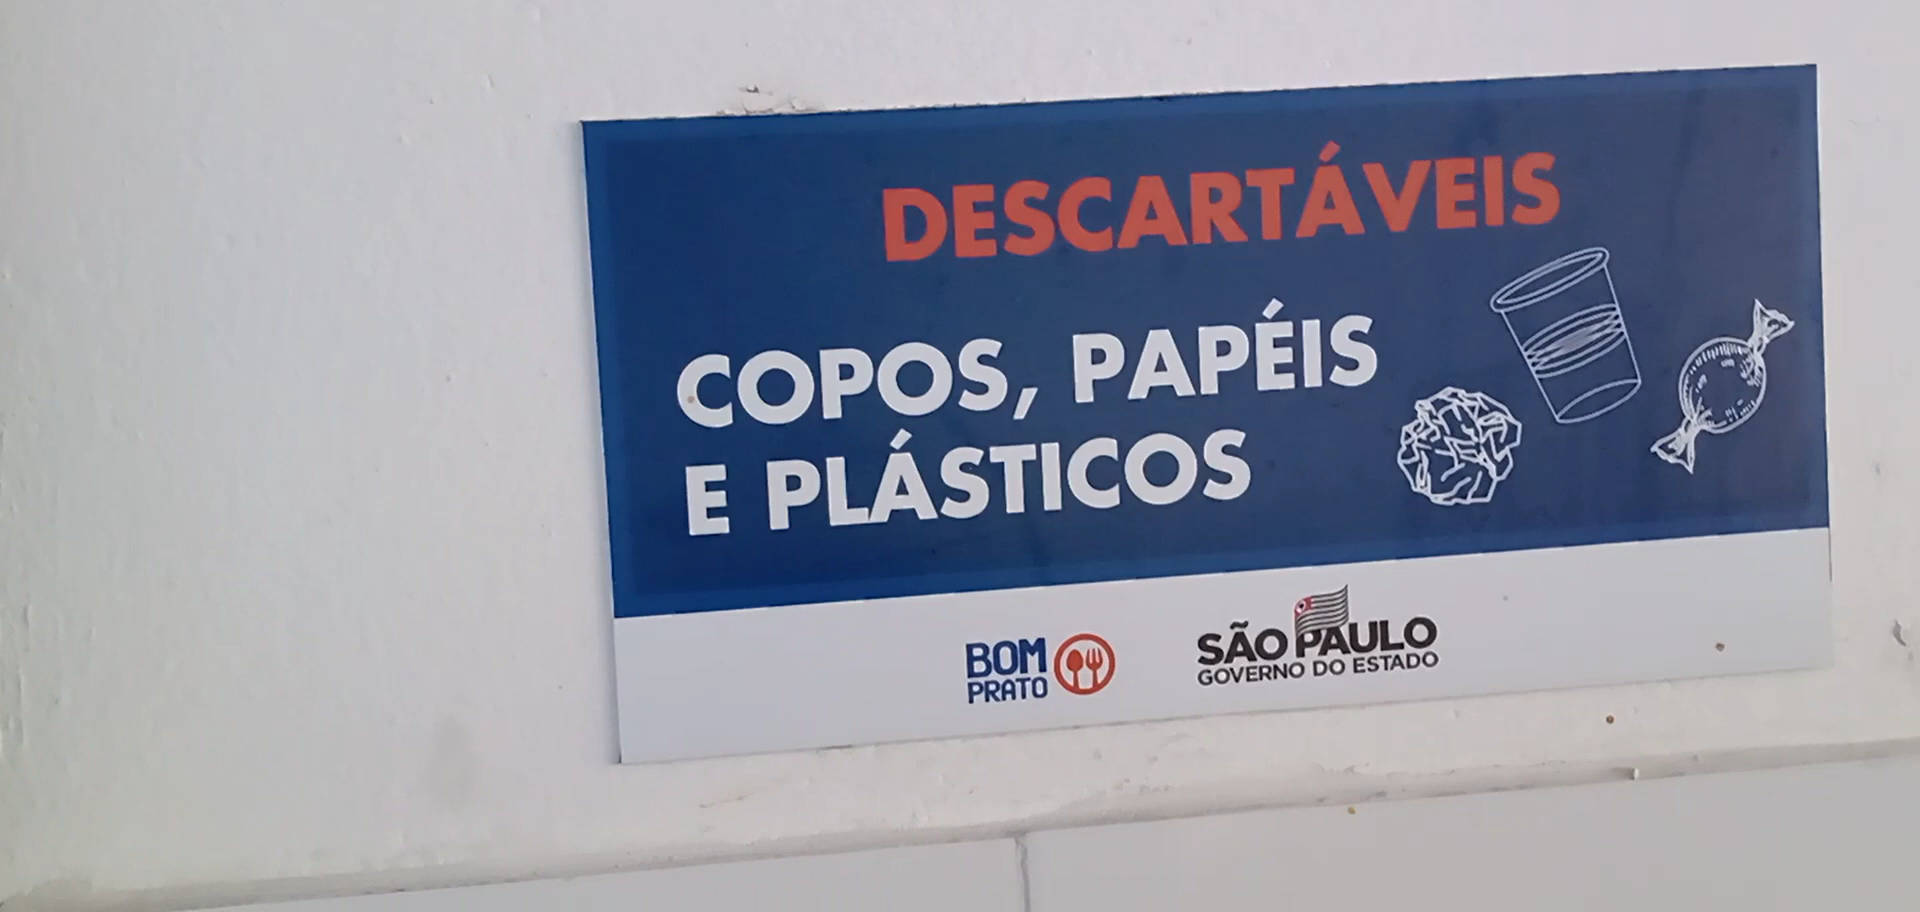 DESCARTÁVEIS
COPOS, PAPÉIS
E PLÁSTICOS
BOM
PRATO
SÃO PAULO
GOVERNO DO ESTADO